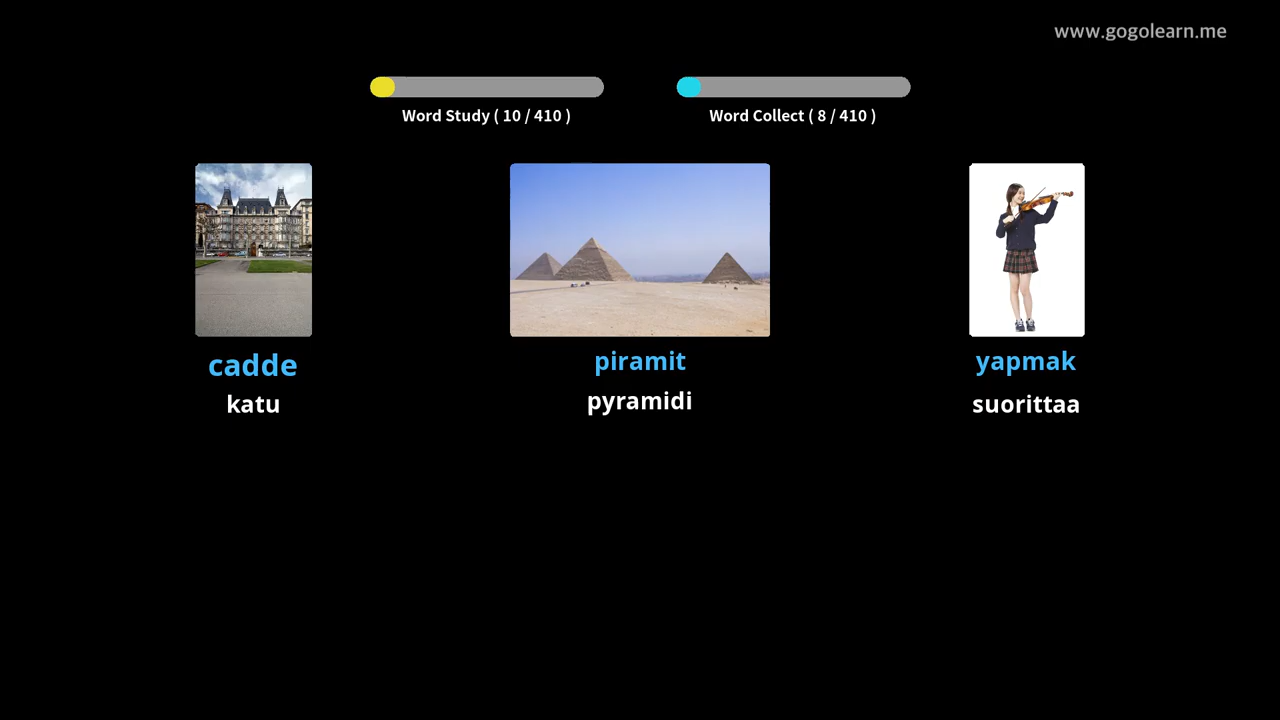 www.gogolearn.me
Word Study ( 10 / 410 )
Word Collect ( 8 / 410 )
cadde
katu
piramit
pyramidi
yapmak
suorittaa